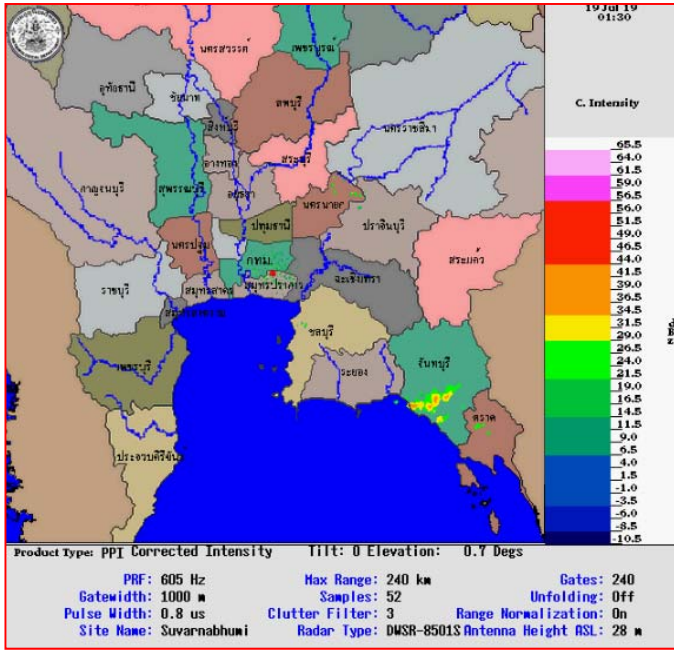 19 Jul 19
01:30
C. Intensity
65.5
64.0
61.5
59.0
56.5
56.0
51.5
49.0
46.5
44.0
41.5
39.0
36.5
34.0
31.5
29.0
26.5
24.0
21.5
19.0
16.5
14.0
11.5
9.0
6.5
4.0
1.5
-1.0
-3.5
-6.0
-8.5
-10.5
นครสวรรค์
เพชรบูรณ์
อุทัยธานี
ชัยนาท
ลพบุรี
สิงห์บุรี
นครราชสีมา
อ่างทอง
สระบุรี
กาญจนบุรี
สุพรรณบุรี
อยุธยา
นครนายก
ปราจีนบุรี
ปทุมธานี
นครปฐม
กทม.
สระแก้ว
ราชบุรี
สมุทรสาคร
สมุทรปราการ
ฉะเชิงเทรา
สมุทรสงคราม
ชลบุรี
เพชรบุรี
ระยอง
จันทบุรี
ตราด
ประจวบคีรีขันธ์
Product Type: PPI Corrected Intensity Tilt: 0 Elevation: 0.7 Degs
PRF: 605 Hz Max Range: 240 km Gates: 240
Gatewidth: 1000 m Samples: 52 Unfolding: Off
Pulse Width: 0.8 us Clutter Filter: 3 Range Normalization: On
Site Name: Suvarnabhumi Radar Type: DWSR-8501S Antenna Height ASL: 28 m